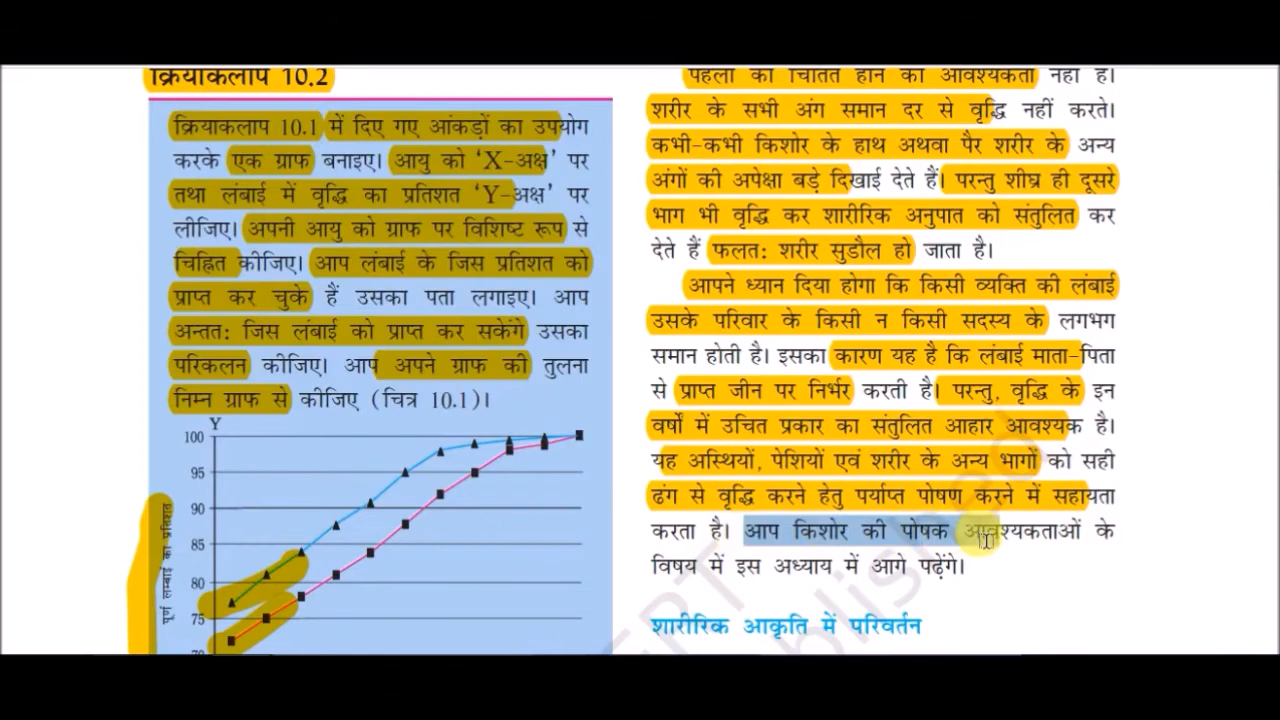 क्रियाकलाप 10.2
क्रियाकलाप 10.1 में दिए गए आंकड़ों का उपयोग
करके एक ग्राफ बनाइए। आयु को ‘X-अक्ष’ पर
तथा लंबाई में वृद्धि का प्रतिशत ‘Y-अक्ष’ पर
लीजिए। अपनी आयु को ग्राफ पर विशिष्ट रूप से
चिह्नित कीजिए। आप लंबाई के जिस प्रतिशत को
प्राप्त कर चुके हैं उसका पता लगाइए। आप
अन्तत: जिस लंबाई को प्राप्त कर सकेंगे उसका
परिकलन कीजिए। आप अपने ग्राफ की तुलना
निम्न ग्राफ से कीजिए (चित्र 10.1)।
Y
100
95
90
85
80
75
70
पूर्ण लम्बाई का प्रतिशत
पहला का चिंतित होने की आवश्यकता नहीं है।
शरीर के सभी अंग समान दर से वृद्धि नहीं करते।
कभी-कभी किशोर के हाथ अथवा पैर शरीर के अन्य
अंगों की अपेक्षा बड़े दिखाई देते हैं। परन्तु शीघ्र ही दूसरे
भाग भी वृद्धि कर शारीरिक अनुपात को संतुलित कर
देते हैं फलत: शरीर सुडौल हो जाता है।
आपने ध्यान दिया होगा कि किसी व्यक्ति की लंबाई
उसके परिवार के किसी न किसी सदस्य के लगभग
समान होती है। इसका कारण यह है कि लंबाई माता-पिता
से प्राप्त जीन पर निर्भर करती है। परन्तु, वृद्धि के इन
वर्षों में उचित प्रकार का संतुलित आहार आवश्यक है।
यह अस्थियों, पेशियों एवं शरीर के अन्य भागों को सही
ढंग से वृद्धि करने हेतु पर्याप्त पोषण करने में सहायता
करता है। आप किशोर की पोषक आवश्यकताओं के
विषय में इस अध्याय में आगे पढ़ेंगे।
शारीरिक आकृति में परिवर्तन